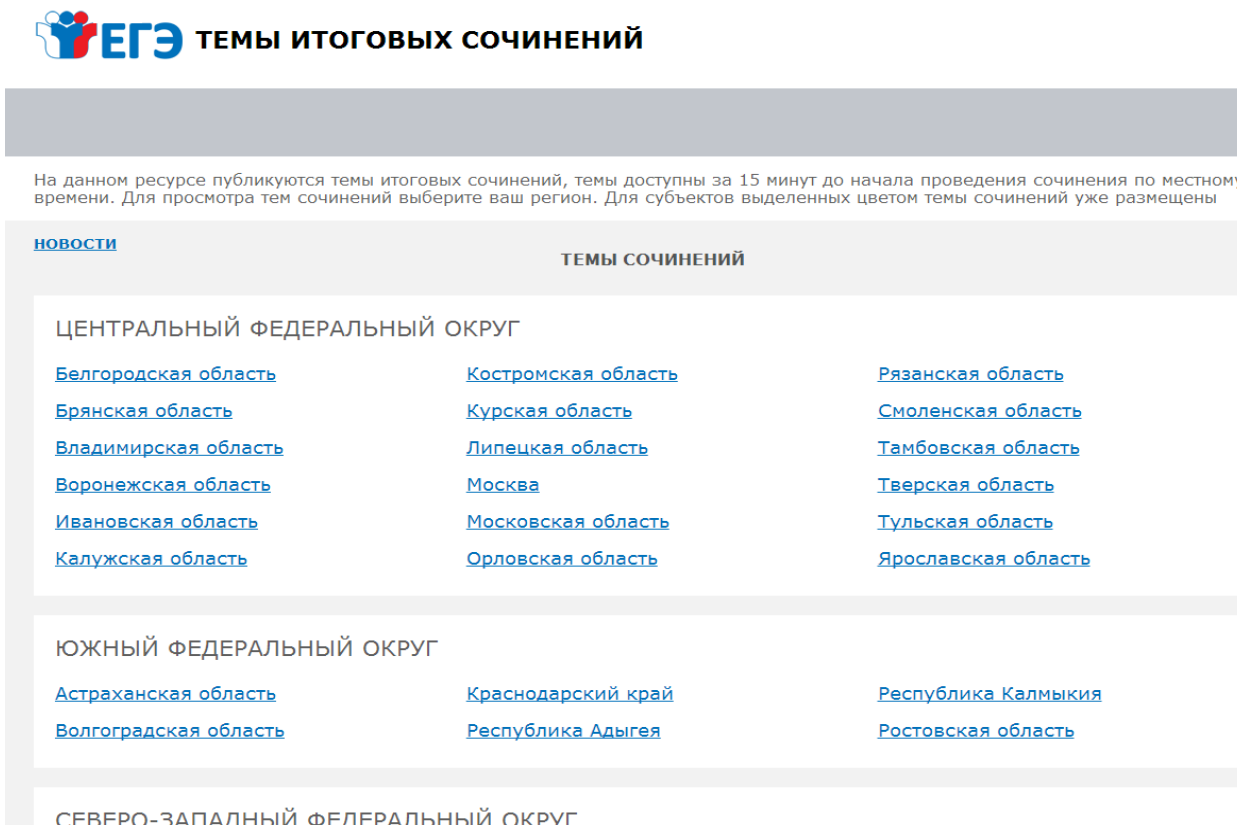 ЕГЭ ТЕМЫ ИТОГОВЫХ СОЧИНЕНИЙ
На данном ресурсе публикуются темы итоговых сочинений, темы доступны за 15 минут до начала проведения сочинения по местному
времени. Для просмотра тем сочинений выберите ваш регион. Для субъектов выделенных цветом темы сочинений уже размещены
НОВОСТИ
ТЕМЫ СОЧИНЕНИЙ
ЦЕНТРАЛЬНЫЙ ФЕДЕРАЛЬНЫЙ ОКРУГ
Белгородская область Костромская область Рязанская область
Брянская область Курская область Смоленская область
Владимирская область Липецкая область Тамбовская область
Воронежская область Москва Тверская область
Ивановская область Московская область Тульская область
Калужская область Орловская область Ярославская область
ЮЖНЫЙ ФЕДЕРАЛЬНЫЙ ОКРУГ
Астраханская область Краснодарский край Республика Калмыкия
Волгоградская область Республика Адыгея Ростовская область
СЕВЕРО-ЗАПАДНЫЙ ФЕДЕРАЛЬНЫЙ ОКРУГ